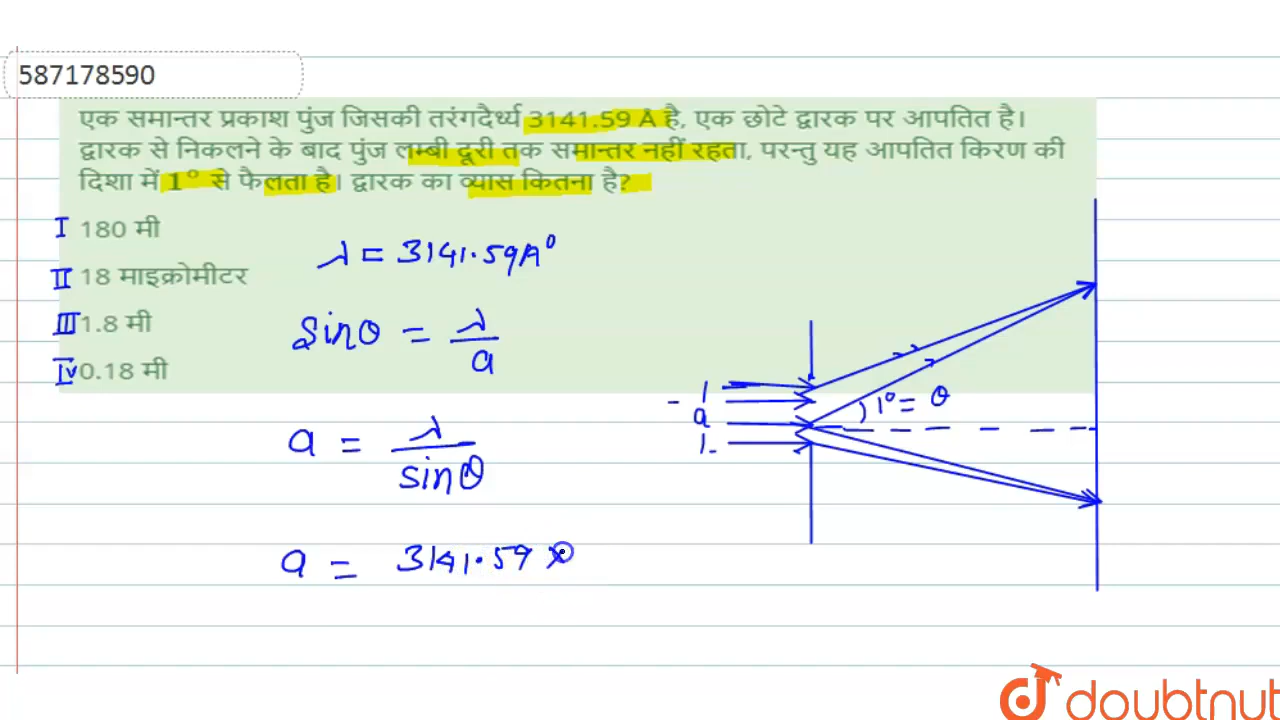 587178590
एक समान्तर प्रकाश पुंज जिसकी तरंगदैर्ध्य 3141.59 Å है, एक छोटे द्वारक पर आपतित है।
द्वारक से निकलने के बाद पुंज लम्बी दूरी तक समान्तर नहीं रहता, परन्तु यह आपतित किरण की
दिशा में 1° से फैलता है। द्वारक का व्यास कितना है?
I 180 मी
II 18 माइक्रोमीटर
III 1.8 मी
IV 0.18 मी
λ = 3141.59A°
sinθ = λ/a
a = λ/sinθ
a = 3141.59 ×
a
1° = θ
doubtnut